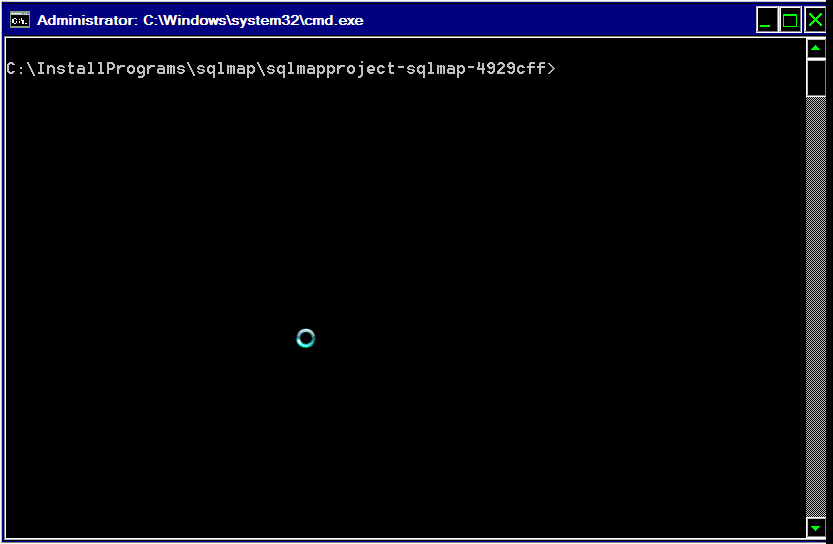 Administrator: C:\Windows\system32\cmd.exe
C:\InstallPrograms\sqlmap\sqlmapproject-sqlmap-4929cff>